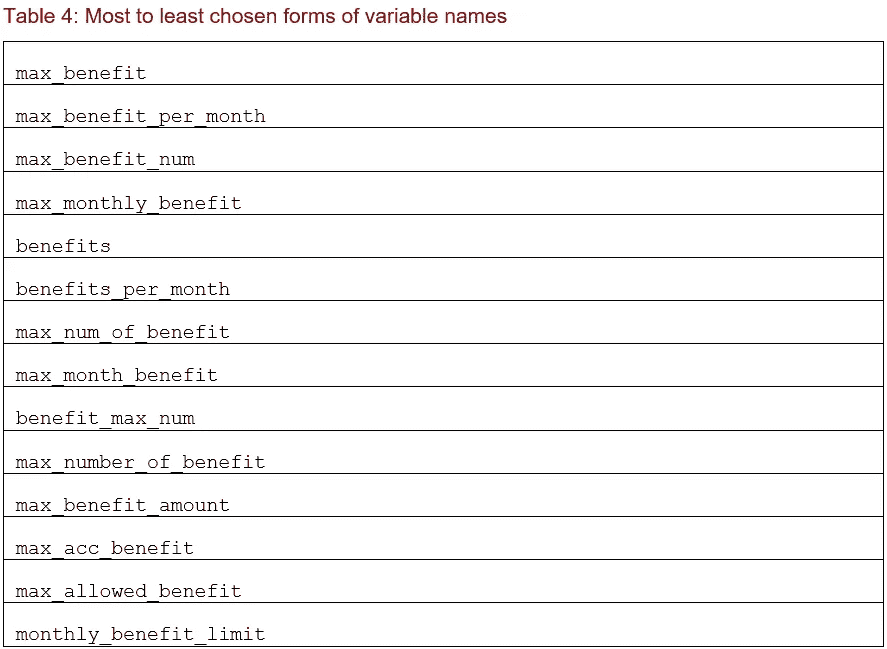 Table 4: Most to least chosen forms of variable names
max_benefit
max_benefit_per_month
max_benefit_num
max_monthly_benefit
benefits
benefits_per_month
max_num_of_benefit
max_month_benefit
benefit_max_num
max_number_of_benefit
max_benefit_amount
max_acc_benefit
max_allowed_benefit
monthly_benefit_limit